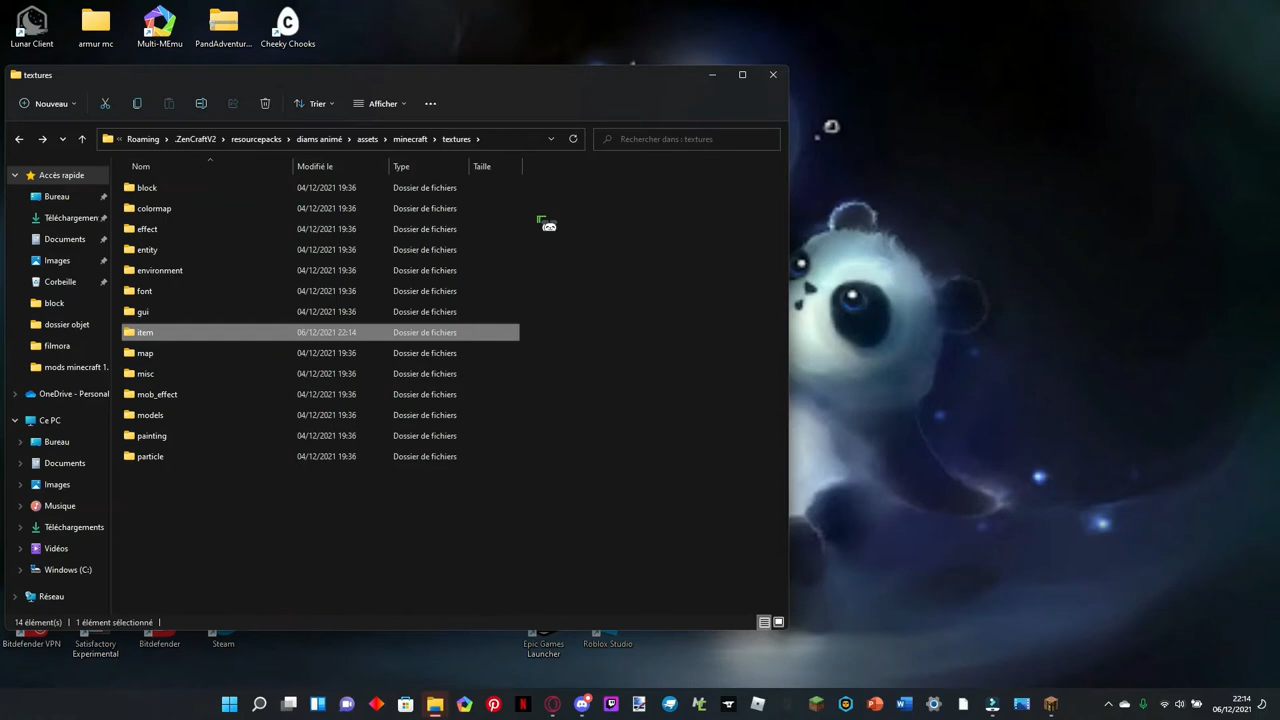 Lunar Client
armur mc
Multi-MEmu
PandAdventur...
Cheeky Chooks
textures
Nouveau
Trier
Afficher
Roaming > .ZenCraftV2 > resourcepacks > diams animé > assets > minecraft > textures >
Rechercher dans : textures
Nom Modifié le Type Taille
Accès rapide
Bureau
Téléchargemen
Documents
Images
Corbeille
block
dossier objet
filmora
mods minecraft 1.
OneDrive - Personal
Ce PC
Bureau
Documents
Images
Musique
Téléchargements
Vidéos
Windows (C:)
Réseau
block 04/12/2021 19:36 Dossier de fichiers
colormap 04/12/2021 19:36 Dossier de fichiers
effect 04/12/2021 19:36 Dossier de fichiers
entity 04/12/2021 19:36 Dossier de fichiers
environment 04/12/2021 19:36 Dossier de fichiers
font 04/12/2021 19:36 Dossier de fichiers
gui 04/12/2021 19:36 Dossier de fichiers
item 06/12/2021 22:14 Dossier de fichiers
map 04/12/2021 19:36 Dossier de fichiers
misc 04/12/2021 19:36 Dossier de fichiers
mob_effect 04/12/2021 19:36 Dossier de fichiers
models 04/12/2021 19:36 Dossier de fichiers
painting 04/12/2021 19:36 Dossier de fichiers
particle 04/12/2021 19:36 Dossier de fichiers
14 élément(s) 1 élément sélectionné
Bitdefender VPN
Satisfactory Experimental
Bitdefender
Steam
Epic Games Launcher
Roblox Studio
22:14
06/12/2021